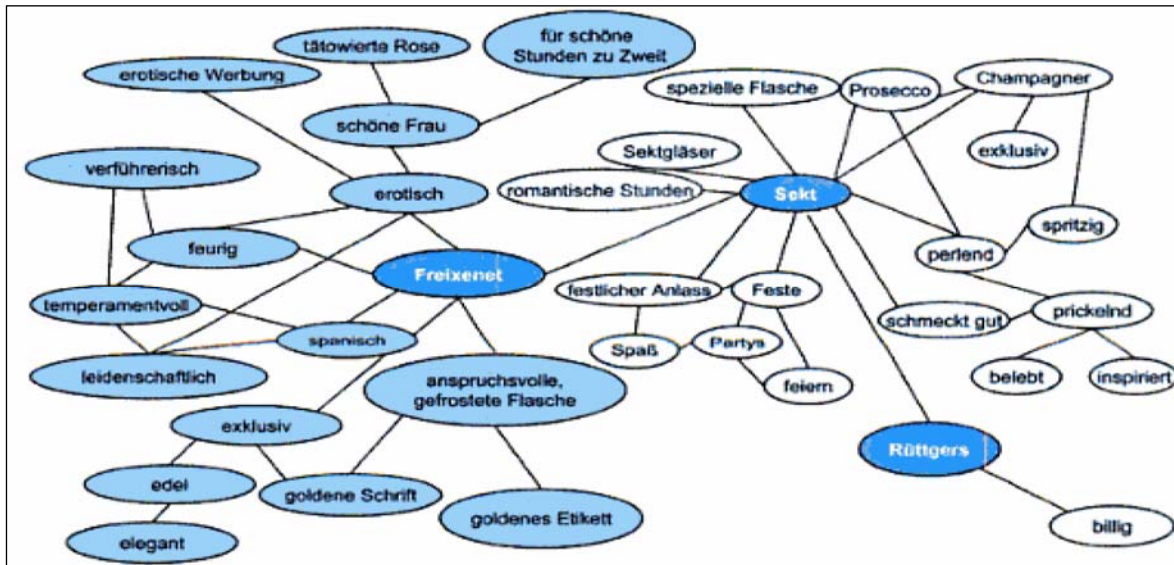 tätowierte Rose
für schöne
Stunden zu Zweit
erotische Werbung
schöne Frau
verführerisch
erotisch
feurig
Freixenet
temperamentvoll
spanisch
leidenschaftlich
anspruchsvolle,
gefrostete Flasche
exklusiv
edel
goldene Schrift
goldenes Etikett
elegant
spezielle Flasche
Prosecco
Champagner
Sektgläser
exklusiv
romantische Stunden
Sekt
spritzig
perlend
festlicher Anlass
Feste
schmeckt gut
prickelnd
Spaß
Partys
feiern
belebt
inspiriert
Rüttgers
billig